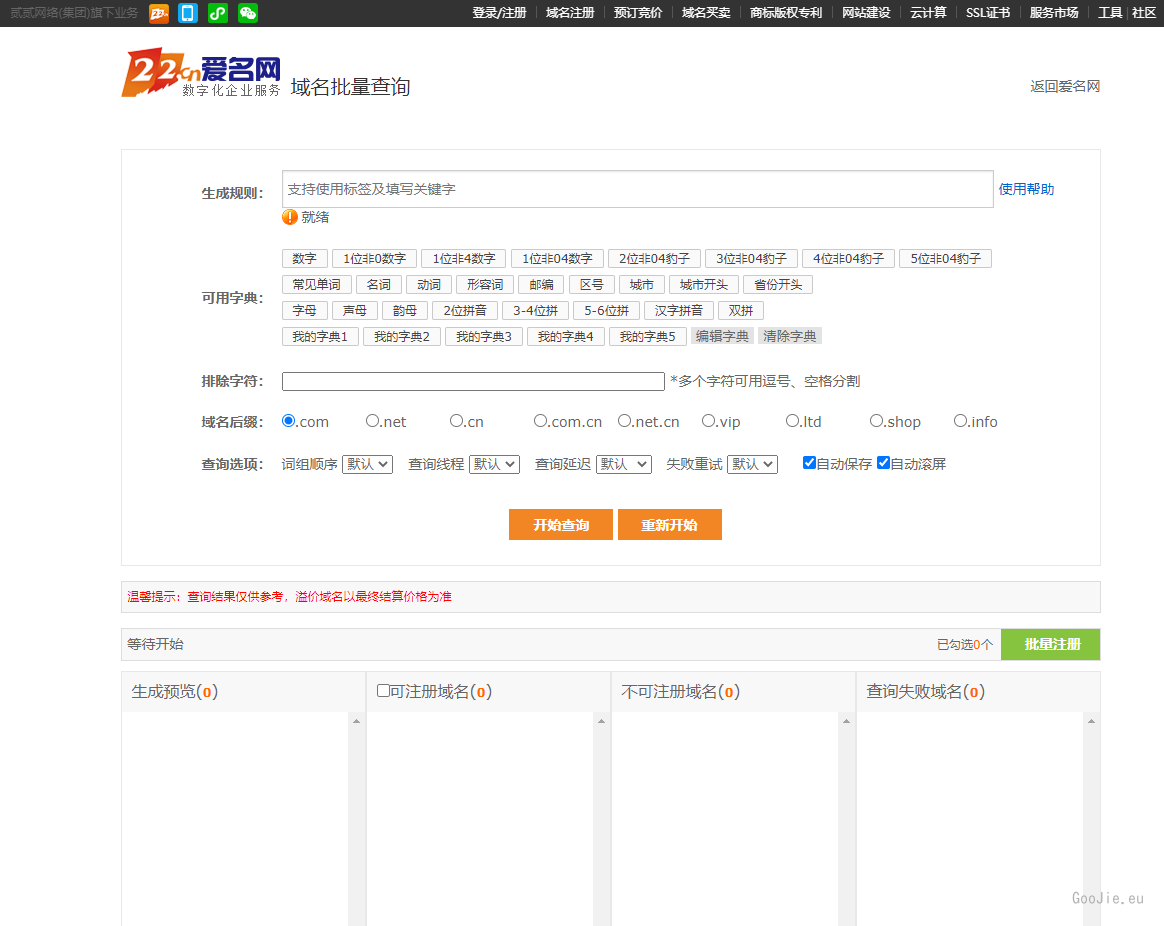 贰贰网络(集团)旗下业务 登录/注册 域名注册 预订竞价 域名买卖 商标版权专利 网站建设 云计算 SSL证书 服务市场 工具 社区
22.cn 爱名网
数字化企业服务
域名批量查询
返回爱名网
生成规则: 支持使用标签及填写关键字 使用帮助
就绪
可用字典:
数字 1位非0数字 1位非4数字 1位非04数字 2位非04豹子 3位非04豹子 4位非04豹子 5位非04豹子
常见单词 名词 动词 形容词 邮编 区号 城市 城市开头 省份开头
字母 声母 韵母 2位拼音 3-4位拼 5-6位拼 汉字拼音 双拼
我的字典1 我的字典2 我的字典3 我的字典4 我的字典5 编辑字典 清除字典
排除字符: *多个字符可用逗号、空格分割
域名后缀: .com .net .cn .com.cn .net.cn .vip .ltd .shop .info
查询选项: 词组顺序 默认 查询线程 默认 查询延迟 默认 失败重试 默认 自动保存 自动滚屏
开始查询 重新开始
温馨提示: 查询结果仅供参考，溢价域名以最终结算价格为准
等待开始 已勾选0个 批量注册
生成预览(0) 可注册域名(0) 不可注册域名(0) 查询失败域名(0)
GooJie.eu